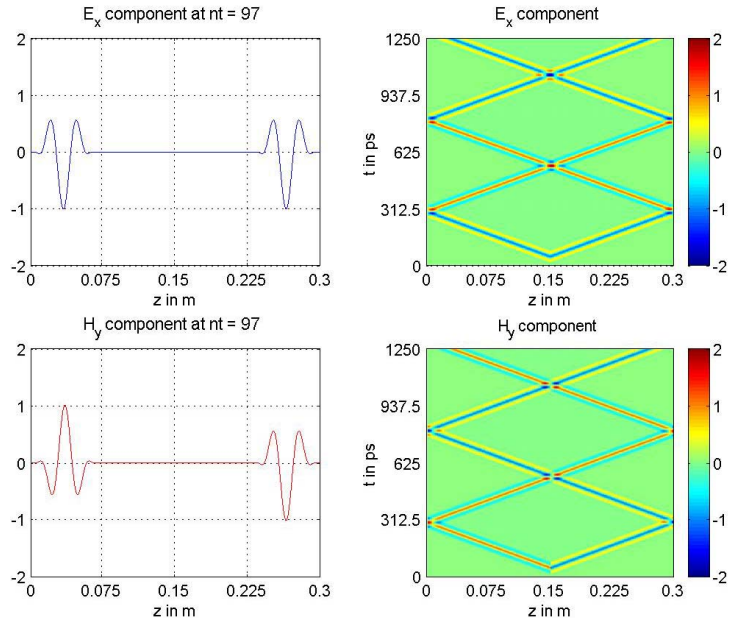 E_x component at nt = 97
2
1
0
-1
-2
0 0.075 0.15 0.225 0.3
z in m
E_x component
1250
937.5
625
312.5
0
t in ps
0 0.075 0.15 0.225 0.3
z in m
2
1
0
-1
-2
H_y component at nt = 97
2
1
0
-1
-2
0 0.075 0.15 0.225 0.3
z in m
H_y component
1250
937.5
625
312.5
0
t in ps
0 0.075 0.15 0.225 0.3
z in m
2
1
0
-1
-2